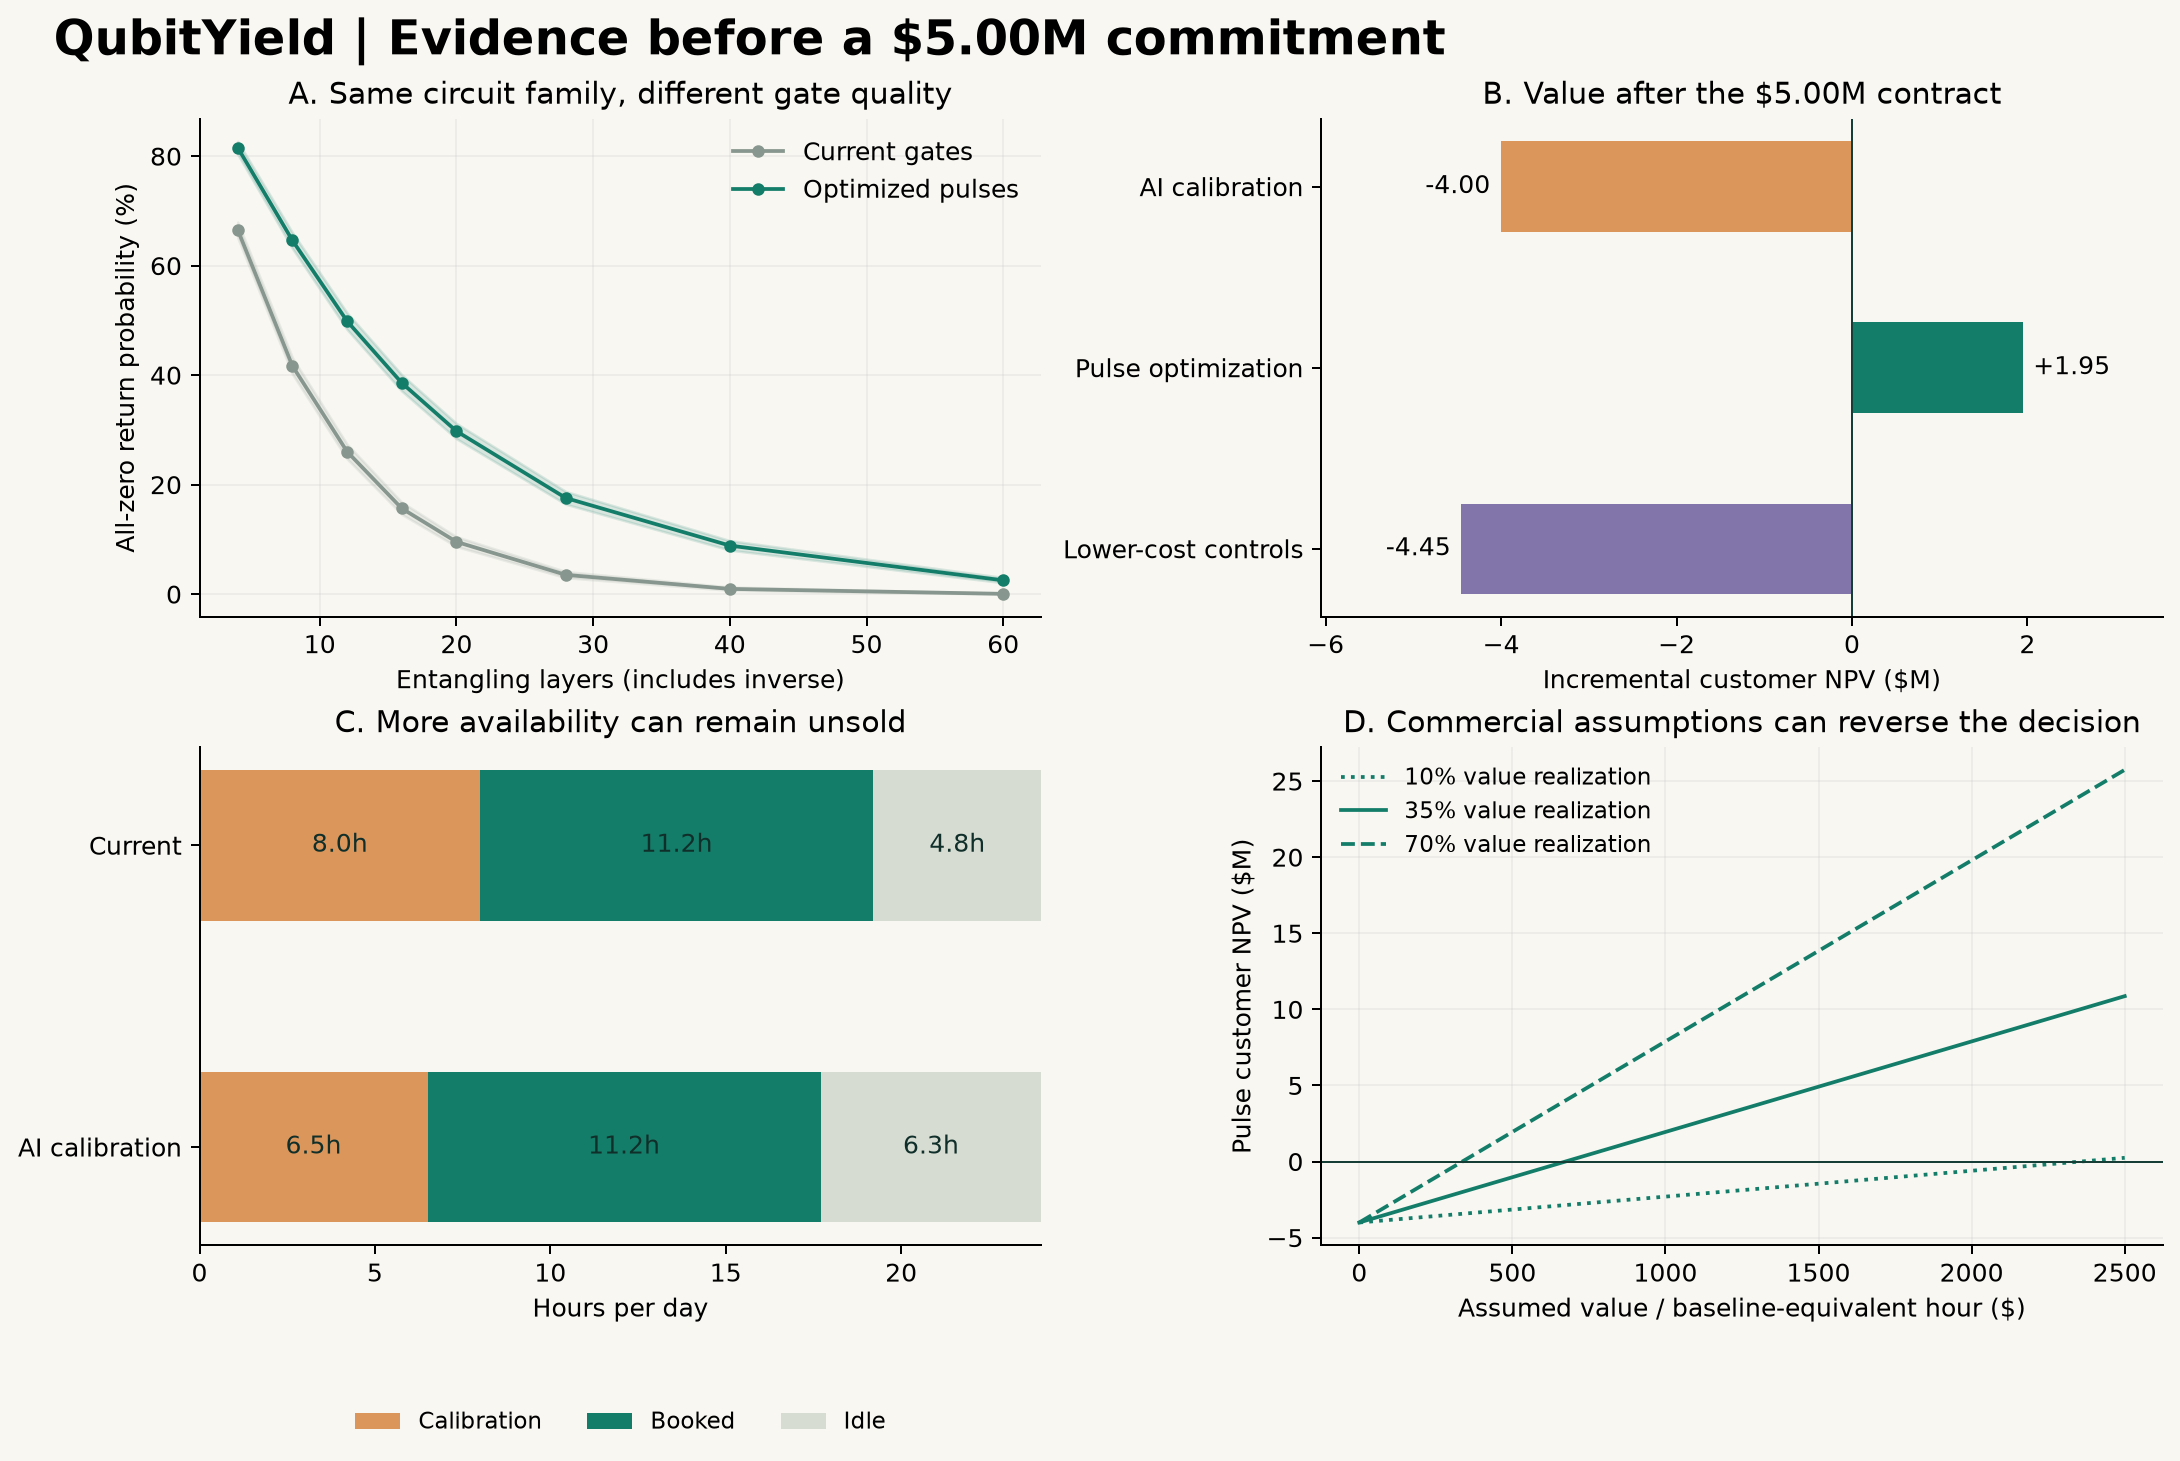 QubitYield | Evidence before a $5.00M commitment
A. Same circuit family, different gate quality
All-zero return probability (%)
80
60
40
20
0
Current gates
Optimized pulses
10 20 30 40 50 60
Entangling layers (includes inverse)
B. Value after the $5.00M contract
AI calibration
Pulse optimization
Lower-cost controls
-4.00
+1.95
-4.45
−6 −4 −2 0 2
Incremental customer NPV ($M)
C. More availability can remain unsold
Current
8.0h 11.2h 4.8h
AI calibration
6.5h 11.2h 6.3h
0 5 10 15 20
Hours per day
Calibration Booked Idle
D. Commercial assumptions can reverse the decision
Pulse customer NPV ($M)
25
20
15
10
5
0
−5
10% value realization
35% value realization
70% value realization
0 500 1000 1500 2000 2500
Assumed value / baseline-equivalent hour ($)